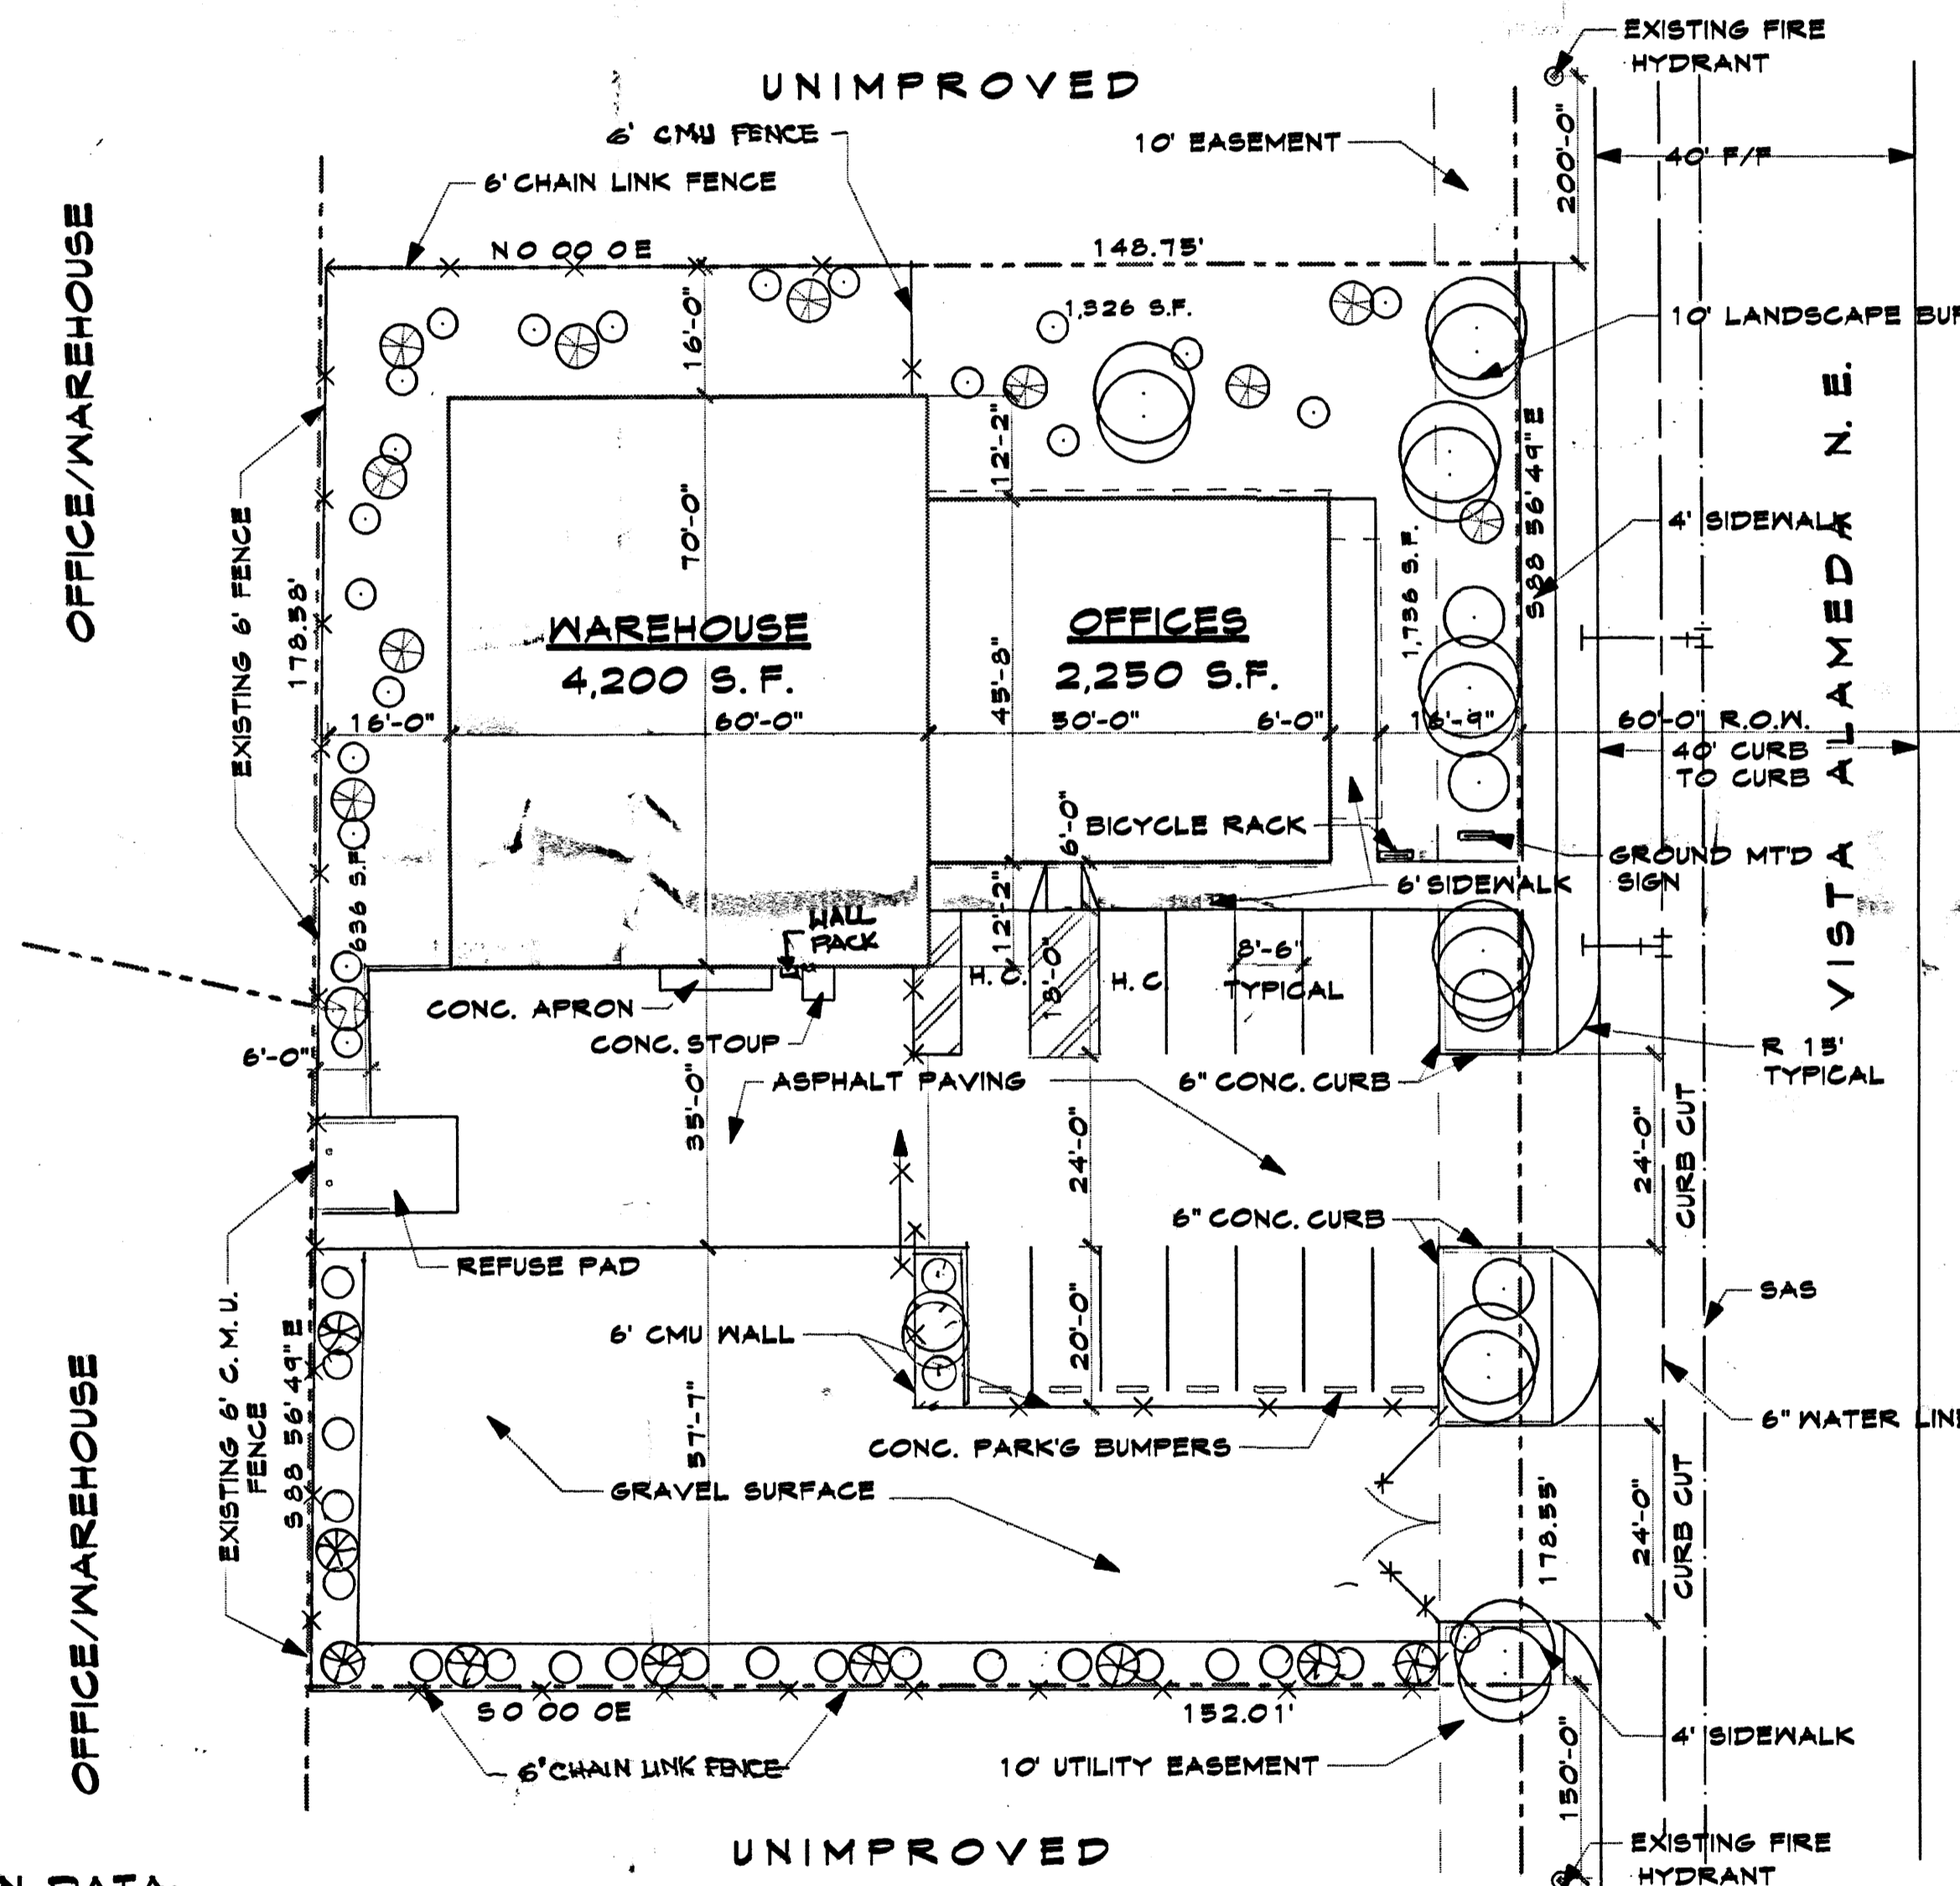 EXISTING FIRE
HYDRANT
UNIMPROVED
6' CMU FENCE
10' EASEMENT
200'-0"
40' F/F
6' CHAIN LINK FENCE
N 0 00 0E
148.75'
OFFICE/WAREHOUSE
16'-0"
1,326 S.F.
10' LANDSCAPE BUF
12'-2"
S 88 56' 49" E
VISTA ALAMEDA N.E.
4' SIDEWALK
EXISTING 6' FENCE
178.58'
70'-0"
1,736 S.F.
WAREHOUSE
4,200 S.F.
OFFICES
2,250 S.F.
45'-8"
16'-0"
60'-0"
50'-0"
6'-0"
16'-9"
60'-0" R.O.W.
40' CURB
TO CURB
6'-0"
BICYCLE RACK
GROUND MT'D
SIGN
6' SIDEWALK
636 S.F.
WALL
PACK
12'-2"
H. C.
18'-0"
H. C.
8'-6"
TYPICAL
CONC. APRON
CONC. STOUP
R 15'
TYPICAL
6'-0"
ASPHALT PAVING
6" CONC. CURB
35'-0"
24'-0"
24'-0"
CURB CUT
6" CONC. CURB
REFUSE PAD
SAS
EXISTING 6' C.M.U.
FENCE
S 88 56' 49" E
6' CMU WALL
20'-0"
OFFICE/WAREHOUSE
57'-7"
CONC. PARK'G BUMPERS
6" WATER LINE
GRAVEL SURFACE
178.55'
24'-0"
CURB CUT
S 0 00 0E
152.01'
6' CHAIN LINK FENCE
10' UTILITY EASEMENT
4' SIDEWALK
150'-0"
UNIMPROVED
EXISTING FIRE
HYDRANT
N DATA